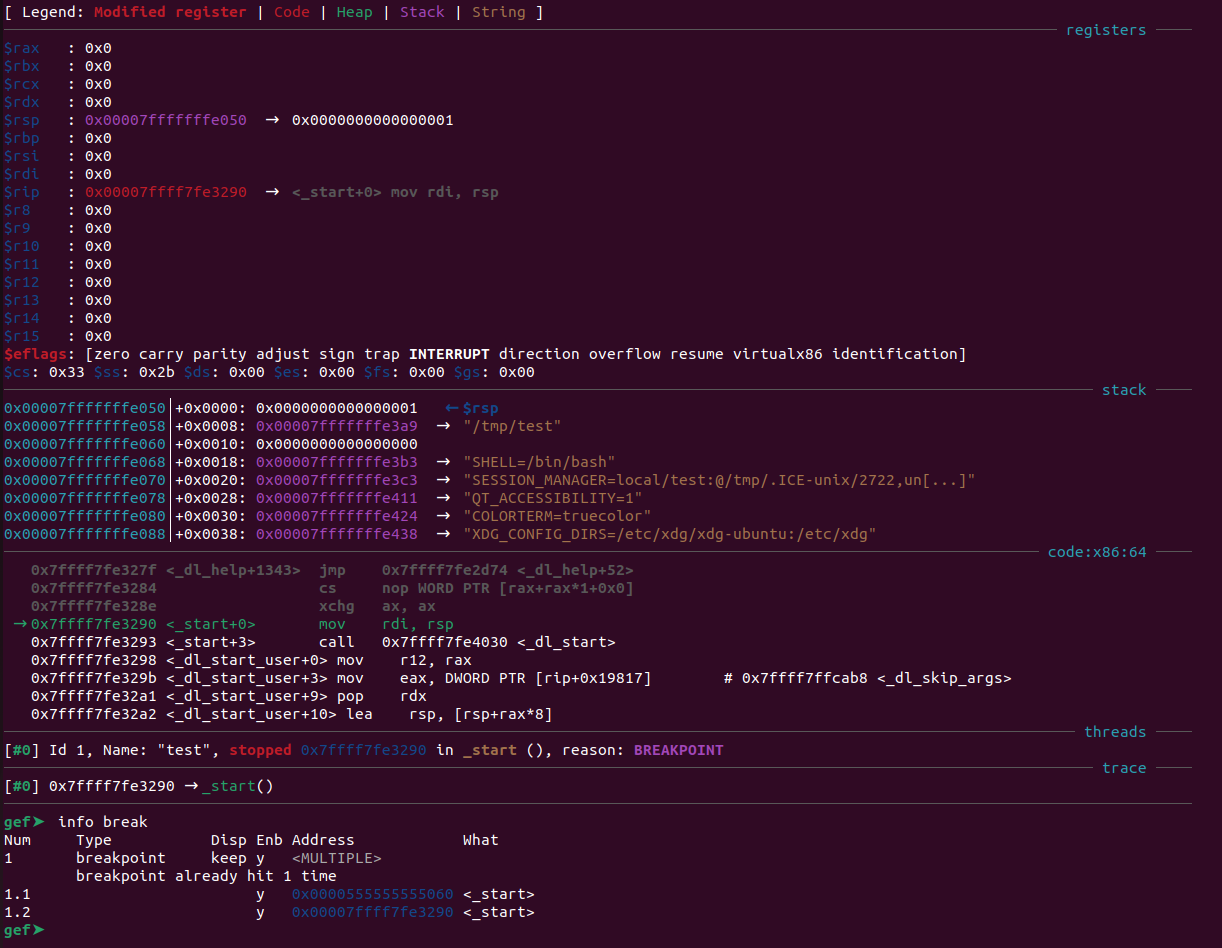 [ Legend: Modified register | Code | Heap | Stack | String ]
registers
$rax   : 0x0
$rbx   : 0x0
$rcx   : 0x0
$rdx   : 0x0
$rsp   : 0x00007fffffffe050  →  0x0000000000000001
$rbp   : 0x0
$rsi   : 0x0
$rdi   : 0x0
$rip   : 0x00007ffff7fe3290  →  <_start+0> mov rdi, rsp
$r8    : 0x0
$r9    : 0x0
$r10   : 0x0
$r11   : 0x0
$r12   : 0x0
$r13   : 0x0
$r14   : 0x0
$r15   : 0x0
$eflags: [zero carry parity adjust sign trap INTERRUPT direction overflow resume virtualx86 identification]
$cs: 0x33 $ss: 0x2b $ds: 0x00 $es: 0x00 $fs: 0x00 $gs: 0x00
stack
0x00007fffffffe050│+0x0000: 0x0000000000000001   ← $rsp
0x00007fffffffe058│+0x0008: 0x00007fffffffe3a9  →  "/tmp/test"
0x00007fffffffe060│+0x0010: 0x0000000000000000
0x00007fffffffe068│+0x0018: 0x00007fffffffe3b3  →  "SHELL=/bin/bash"
0x00007fffffffe070│+0x0020: 0x00007fffffffe3c3  →  "SESSION_MANAGER=local/test:@/tmp/.ICE-unix/2722,un[...]"
0x00007fffffffe078│+0x0028: 0x00007fffffffe411  →  "QT_ACCESSIBILITY=1"
0x00007fffffffe080│+0x0030: 0x00007fffffffe424  →  "COLORTERM=truecolor"
0x00007fffffffe088│+0x0038: 0x00007fffffffe438  →  "XDG_CONFIG_DIRS=/etc/xdg/xdg-ubuntu:/etc/xdg"
code:x86:64
0x7ffff7fe327f <_dl_help+1343>  jmp    0x7ffff7fe2d74 <_dl_help+52>
0x7ffff7fe3284                  cs     nop WORD PTR [rax+rax*1+0x0]
0x7ffff7fe328e                  xchg   ax, ax
→ 0x7ffff7fe3290 <_start+0>       mov    rdi, rsp
0x7ffff7fe3293 <_start+3>       call   0x7ffff7fe4030 <_dl_start>
0x7ffff7fe3298 <_dl_start_user+0> mov    r12, rax
0x7ffff7fe329b <_dl_start_user+3> mov    eax, DWORD PTR [rip+0x19817]        # 0x7ffff7ffcab8 <_dl_skip_args>
0x7ffff7fe32a1 <_dl_start_user+9> pop    rdx
0x7ffff7fe32a2 <_dl_start_user+10> lea    rsp, [rsp+rax*8]
threads
[#0] Id 1, Name: "test", stopped 0x7ffff7fe3290 in _start (), reason: BREAKPOINT
trace
[#0] 0x7ffff7fe3290 → _start()
gef➤  info break
Num     Type           Disp Enb Address            What
1       breakpoint     keep y   <MULTIPLE>
breakpoint already hit 1 time
1.1                         y   0x0000555555555060 <_start>
1.2                         y   0x00007ffff7fe3290 <_start>
gef➤